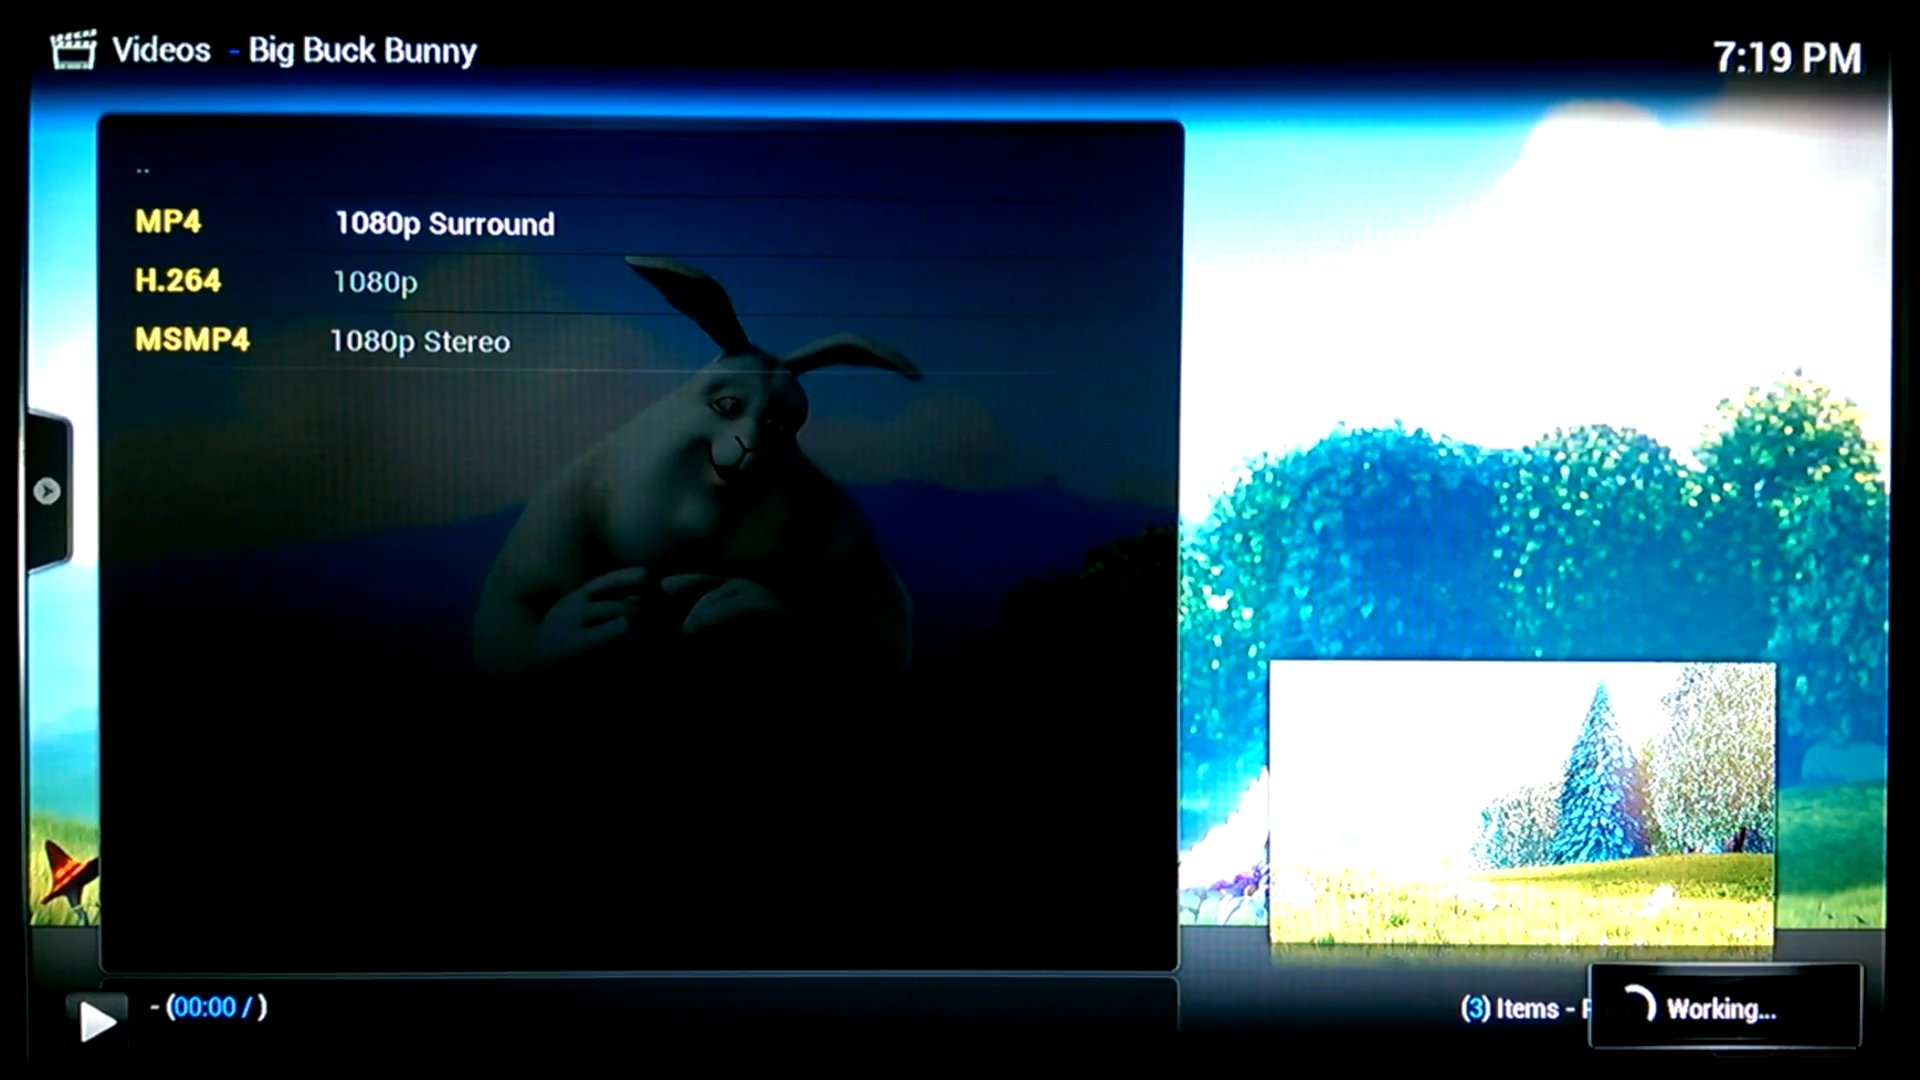 Videos - Big Buck Bunny
7:19 PM
..
MP4 1080p Surround
H.264 1080p
MSMP4 1080p Stereo
- (00:00 / )
(3) Items -
Working...